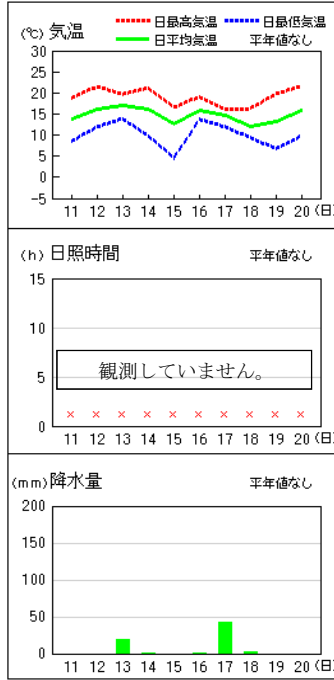 (℃) 気温 日最高気温 日最低気温
日平均気温 平年値なし
30
25
20
15
10
5
0
-5
11 12 13 14 15 16 17 18 19 20 (日)
(h) 日照時間 平年値なし
15
10
観測していません。
5
× × × × × × × × × ×
0
11 12 13 14 15 16 17 18 19 20 (日)
(mm) 降水量 平年値なし
200
150
100
50
0
11 12 13 14 15 16 17 18 19 20 (日)